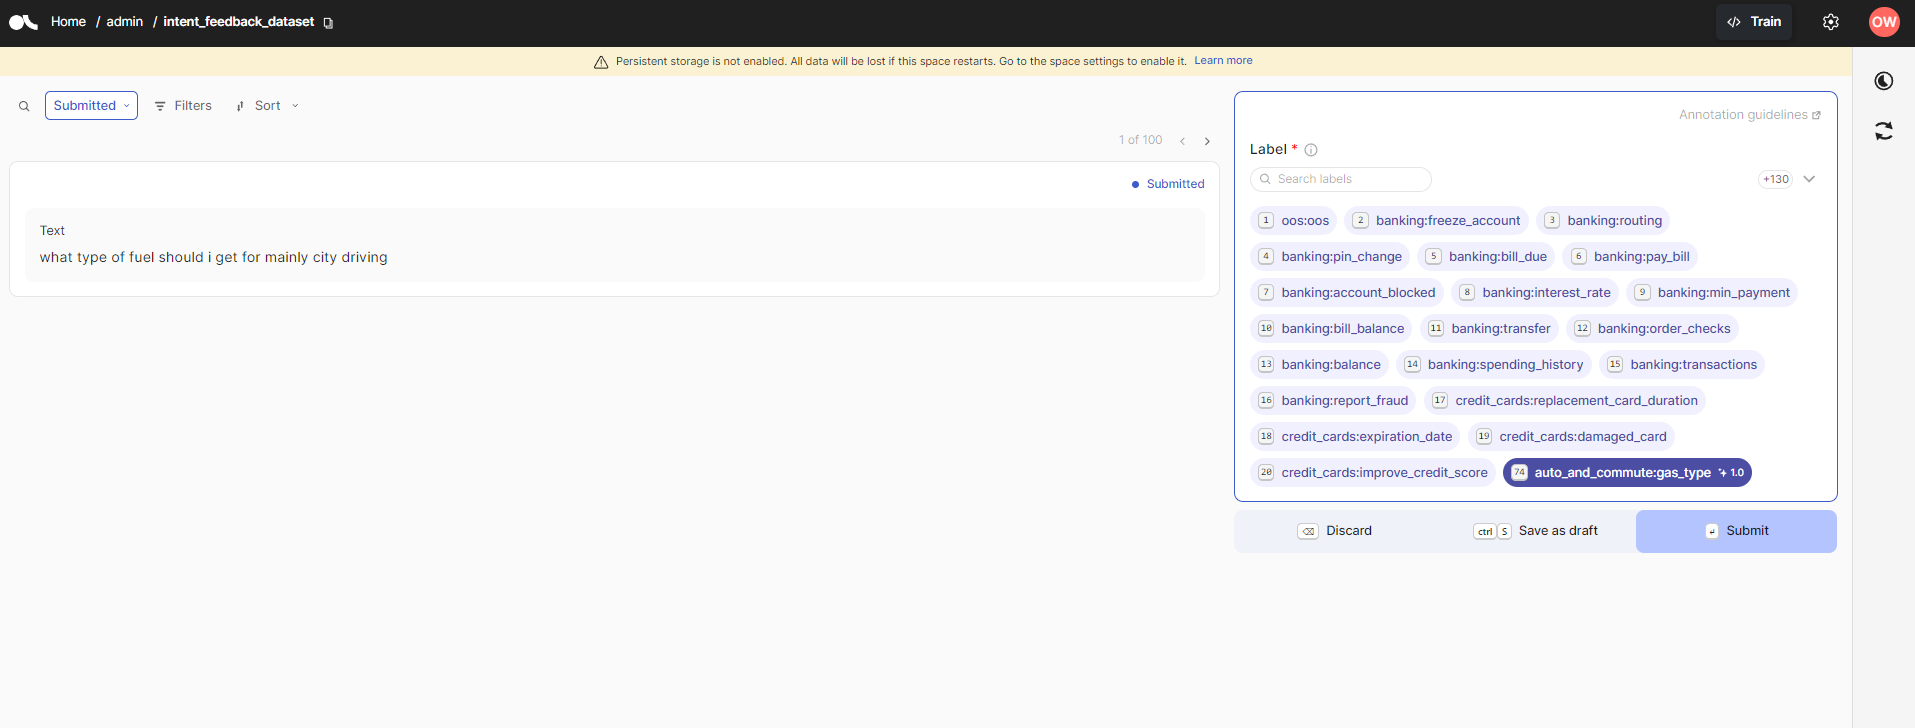 Home / admin / intent_feedback_dataset
Train
OW
Persistent storage is not enabled. All data will be lost if this space restarts. Go to the space settings to enable it. Learn more
Submitted
Filters
Sort
1 of 100
Submitted
Text
what type of fuel should i get for mainly city driving
Annotation guidelines
Label *
Search labels
+130
1 oos:oos 2 banking:freeze_account 3 banking:routing
4 banking:pin_change 5 banking:bill_due 6 banking:pay_bill
7 banking:account_blocked 8 banking:interest_rate 9 banking:min_payment
10 banking:bill_balance 11 banking:transfer 12 banking:order_checks
13 banking:balance 14 banking:spending_history 15 banking:transactions
16 banking:report_fraud 17 credit_cards:replacement_card_duration
18 credit_cards:expiration_date 19 credit_cards:damaged_card
20 credit_cards:improve_credit_score 74 auto_and_commute:gas_type 1.0
Discard
ctrl S Save as draft
Submit